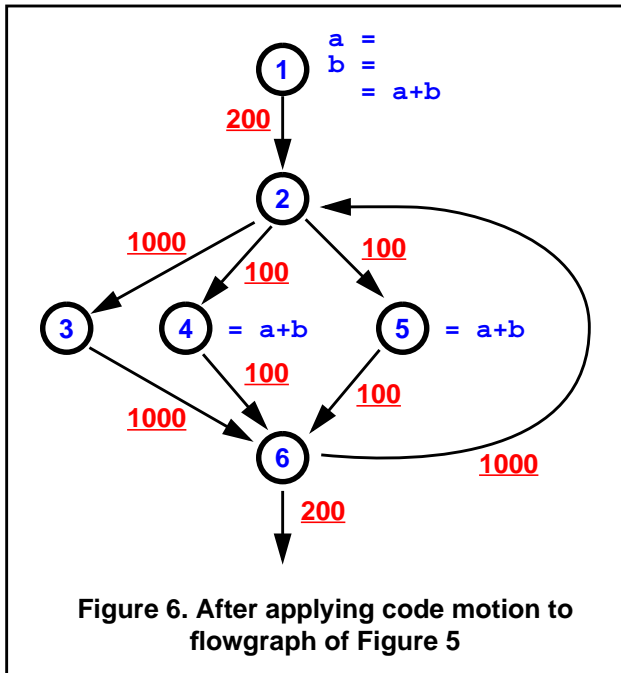 1
a =
b =
= a+b
200
2
1000
100
100
3
4
= a+b
5
= a+b
1000
100
100
6
1000
200
Figure 6. After applying code motion to
flowgraph of Figure 5